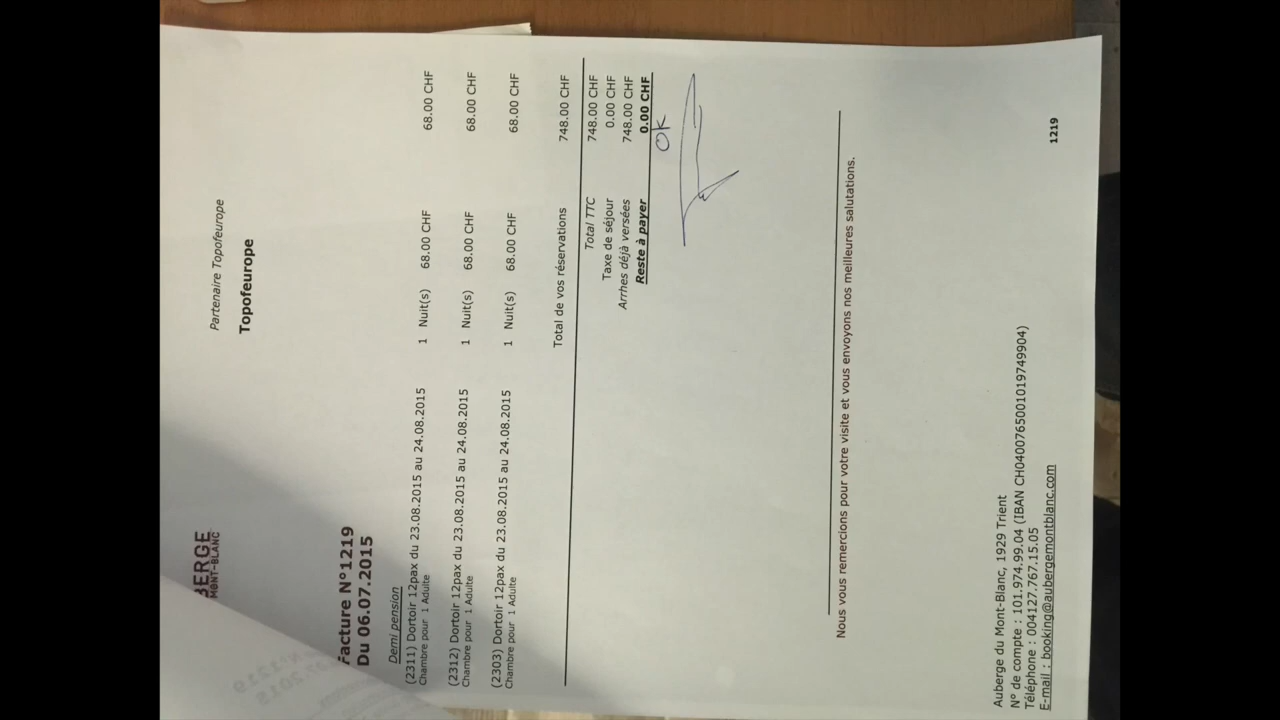 BERGE
MONT-BLANC
Partenaire Topofeurope
Topofeurope
Facture N°1219
Du 06.07.2015
Demi pension
(2311) Dortoir 12pax du 23.08.2015 au 24.08.2015 1 Nuit(s) 68.00 CHF 68.00 CHF
Chambre pour 1 Adulte
(2312) Dortoir 12pax du 23.08.2015 au 24.08.2015 1 Nuit(s) 68.00 CHF 68.00 CHF
Chambre pour 1 Adulte
(2303) Dortoir 12pax du 23.08.2015 au 24.08.2015 1 Nuit(s) 68.00 CHF 68.00 CHF
Chambre pour 1 Adulte
Total de vos réservations 748.00 CHF
Total TTC 748.00 CHF
Taxe de séjour 0.00 CHF
Arrhes déjà versées 748.00 CHF
Reste à payer 0.00 CHF
OK
Nous vous remercions pour votre visite et vous envoyons nos meilleures salutations.
Auberge du Mont-Blanc, 1929 Trient
N° de compte : 101.974.99.04 (IBAN CH0400765001019749904)
Téléphone : 004127.767.15.05
E-mail : booking@aubergemontblanc.com
1219